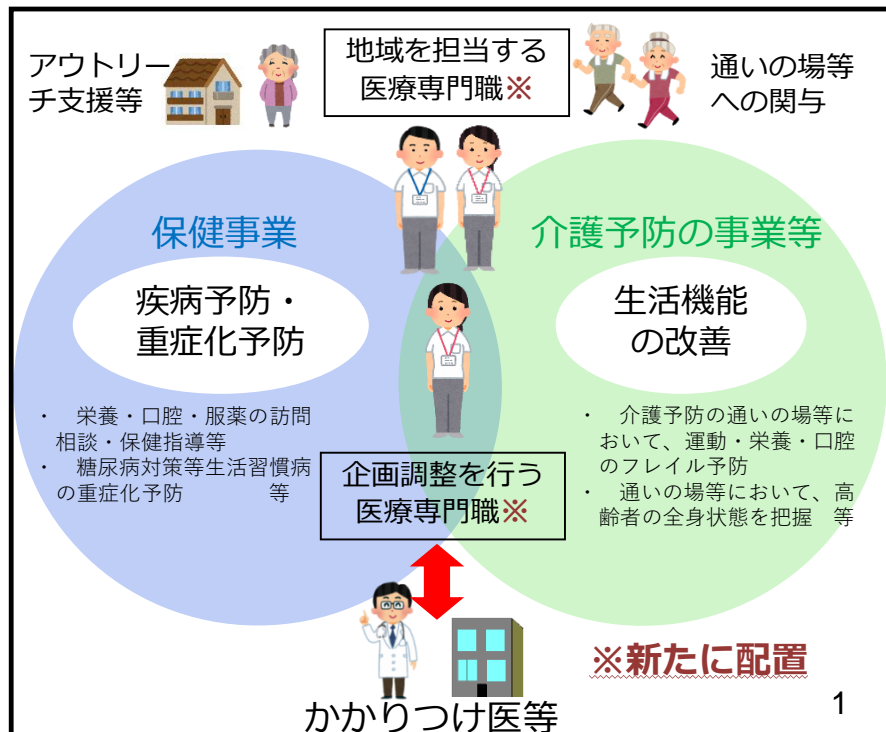 アウトリー
チ支援等
地域を担当する
医療専門職※
通いの場等
への関与
保健事業
疾病予防・
重症化予防
・　栄養・口腔・服薬の訪問
相談・保健指導等
・　糖尿病対策等生活習慣病
の重症化予防　　　　等
介護予防の事業等
生活機能
の改善
・　介護予防の通いの場等に
おいて、運動・栄養・口腔
のフレイル予防
・　通いの場等において、高
齢者の全身状態を把握　等
企画調整を行う
医療専門職※
かかりつけ医等
※新たに配置
1